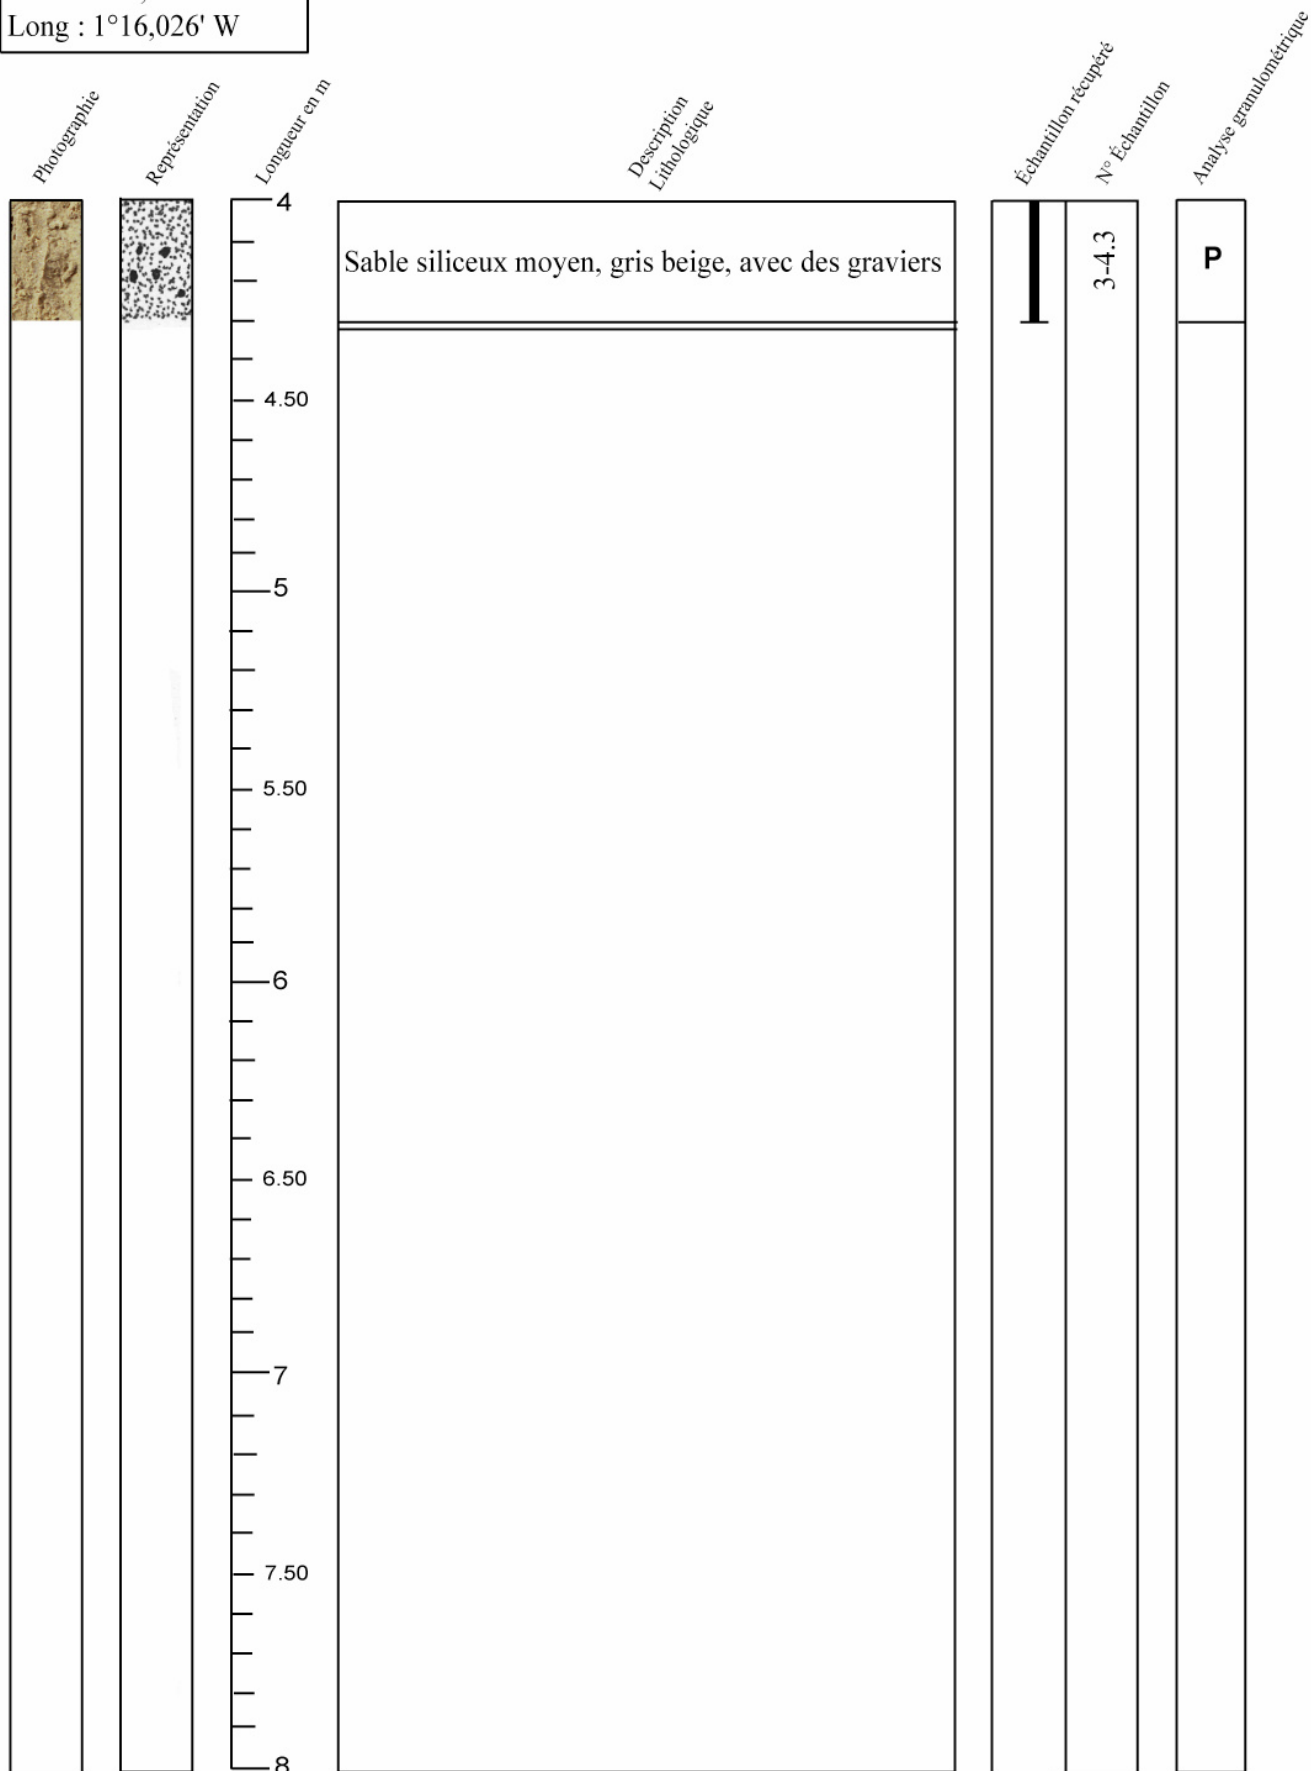 Long : 1°16,026' W
Photographie
Représentation
Longueur en m
Description
Lithologique
Échantillon récupéré
N° Échantillon
Analyse granulométrique
4
Sable siliceux moyen, gris beige, avec des graviers
3-4.3
P
4.50
5
5.50
6
6.50
7
7.50
8